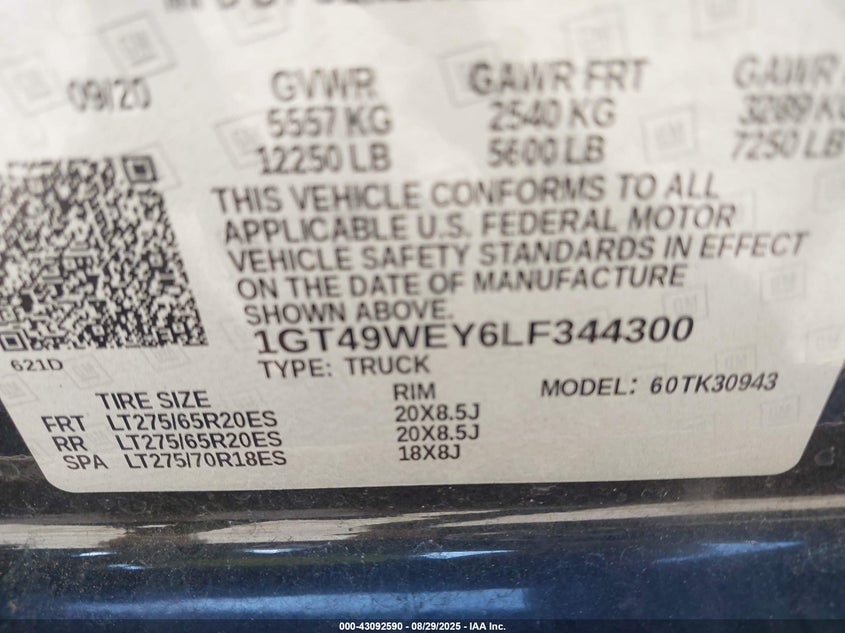 09/20
GVWR GAWR FRT GAWR
5557 KG 2540 KG
12250 LB 5600 LB 7250 LB
THIS VEHICLE CONFORMS TO ALL
APPLICABLE U.S. FEDERAL MOTOR
VEHICLE SAFETY STANDARDS IN EFFECT
ON THE DATE OF MANUFACTURE
SHOWN ABOVE.
1GT49WEY6LF344300
621D
TYPE: TRUCK
TIRE SIZE RIM MODEL: 60TK30943
FRT LT275/65R20ES 20X8.5J
RR LT275/65R20ES 20X8.5J
SPA LT275/70R18ES 18X8J
000-43092590 - 08/29/2025 - IAA Inc.